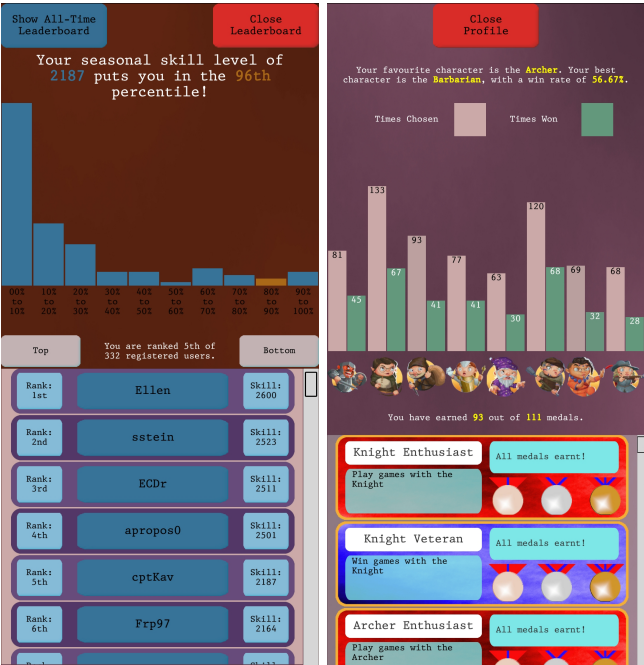 Show All-Time
Leaderboard
Close
Leaderboard
Your seasonal skill level of
2187 puts you in the 96th
percentile!
00% to 10%
10% to 20%
20% to 30%
30% to 40%
40% to 50%
50% to 60%
60% to 70%
70% to 80%
80% to 90%
90% to 100%
Top
You are ranked 5th of
332 registered users.
Bottom
Rank: 1st
Ellen
Skill: 2600
Rank: 2nd
sstein
Skill: 2523
Rank: 3rd
ECDr
Skill: 2511
Rank: 4th
apropos0
Skill: 2501
Rank: 5th
cptKav
Skill: 2187
Rank: 6th
Frp97
Skill: 2164
Close
Profile
Your favourite character is the Archer. Your best
character is the Barbarian, with a win rate of 56.67%.
Times Chosen
Times Won
81
45
133
67
93
41
77
41
63
30
120
68
69
32
68
28
You have earned 93 out of 111 medals.
Knight Enthusiast
All medals earnt!
Play games with the
Knight
Knight Veteran
All medals earnt!
Win games with the
Knight
Archer Enthusiast
All medals earnt!
Play games with the
Archer